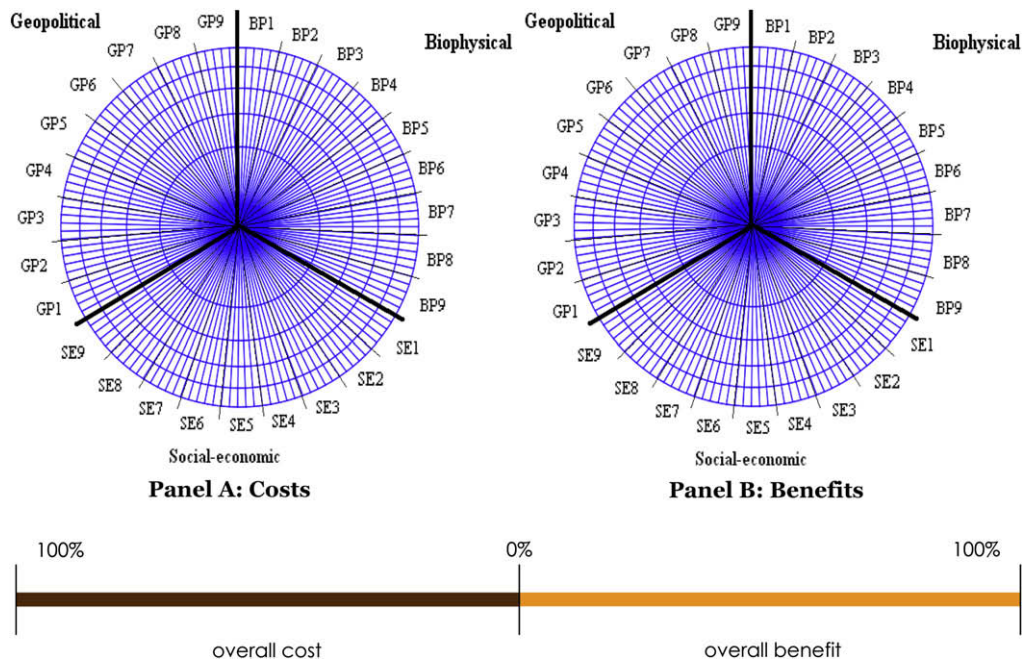 Geopolitical
GP9
BP1
GP8
BP2
GP7
BP3
Biophysical
GP6
BP4
GP5
BP5
GP4
BP6
GP3
BP7
GP2
BP8
GP1
BP9
SE9
SE1
SE8
SE2
SE7
SE3
SE6
SE5
SE4
Social-economic
Panel A: Costs
GP9
BP1
GP8
BP2
GP7
BP3
Biophysical
GP6
BP4
GP5
BP5
GP4
BP6
GP3
BP7
GP2
BP8
GP1
BP9
SE9
SE1
SE8
SE2
SE7
SE3
SE6
SE5
SE4
Geopolitical
Social-economic
Panel B: Benefits
100%
0%
100%
overall cost
overall benefit